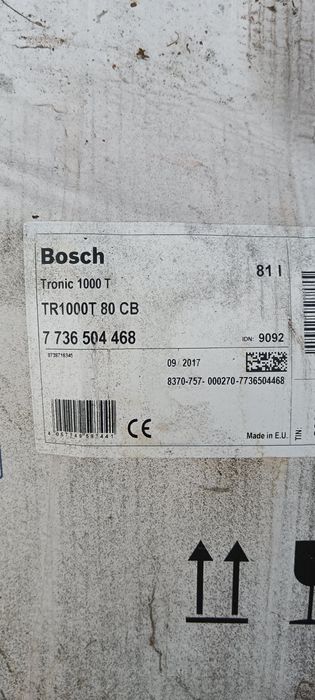 Bosch
81 l
Tronic 1000 T
TR1000T 80 CB
7 736 504 468
IDN: 9092
09 / 2017
8370-757- 000270-7736504468
CE
Made in E.U.
TIN